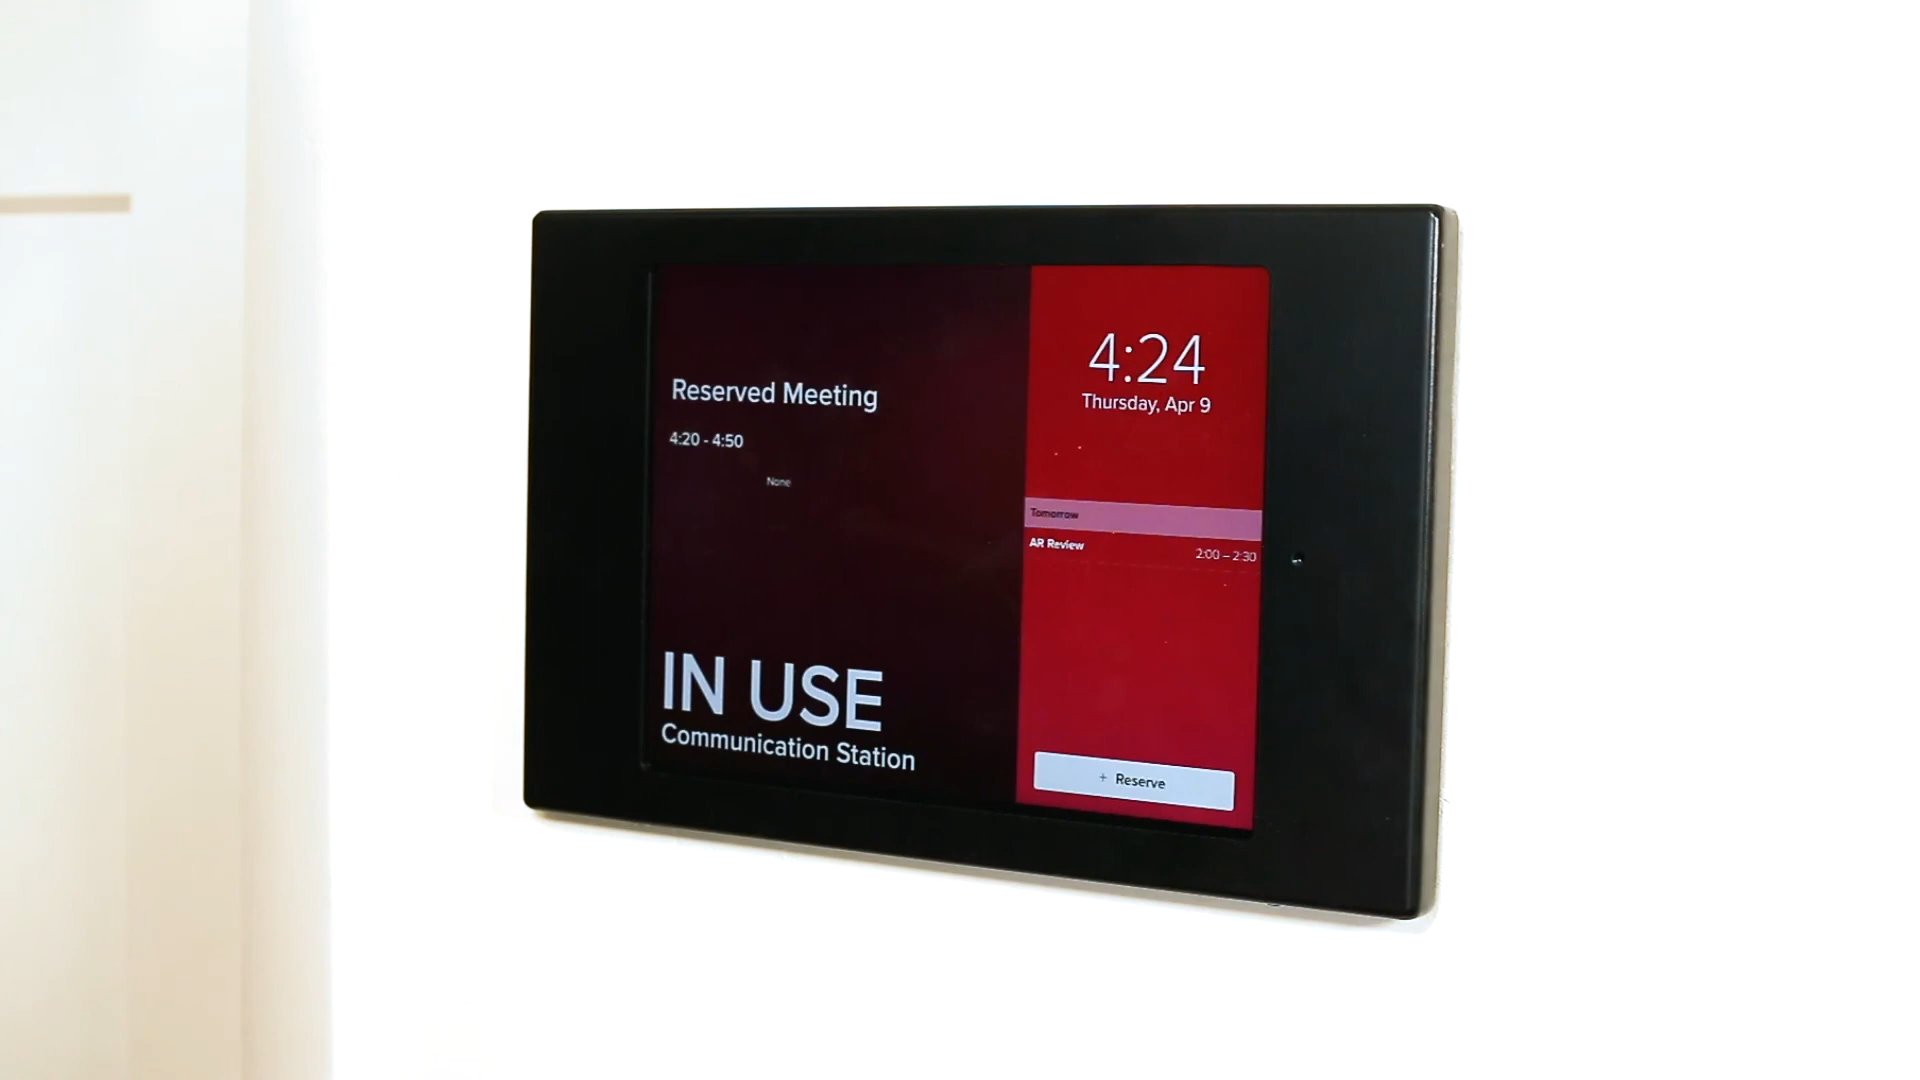 Reserved Meeting
4:20 - 4:50
None
IN USE
Communication Station
4:24
Thursday, Apr 9
Tomorrow
AR Review 2:00 – 2:30
+ Reserve